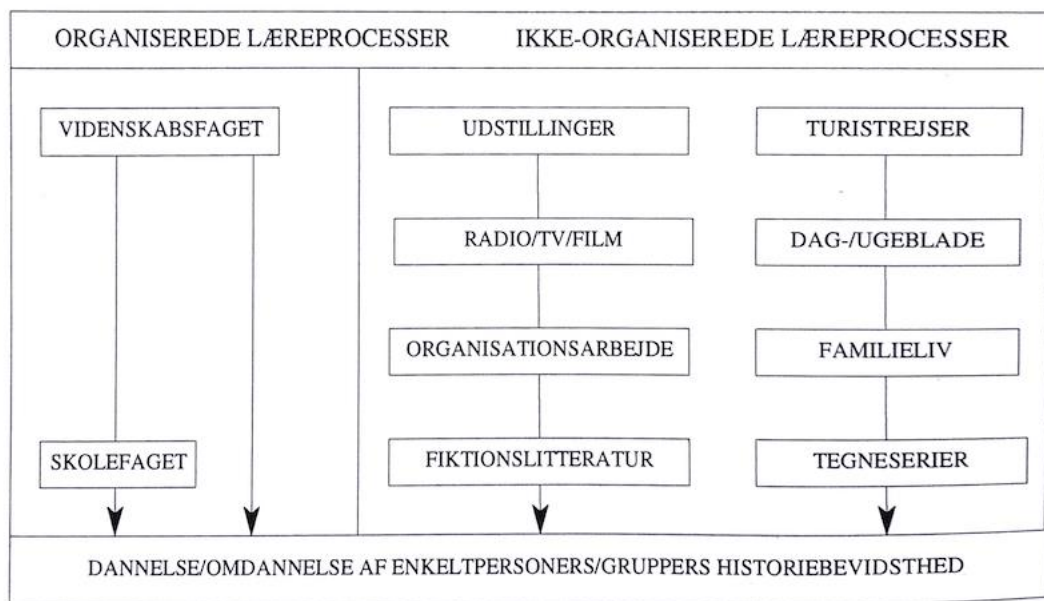 ORGANISEREDE LÆREPROCESSER
IKKE-ORGANISEREDE LÆREPROCESSER
VIDENSKABSFAGET
SKOLEFAGET
UDSTILLINGER
RADIO/TV/FILM
ORGANISATIONSARBEJDE
FIKTIONSLITTERATUR
TURISTREJSER
DAG-/UGEBLADE
FAMILIELIV
TEGNESERIER
DANNELSE/OMDANNELSE AF ENKELTPERSONERS/GRUPPERS HISTORIEBEVIDSTHED